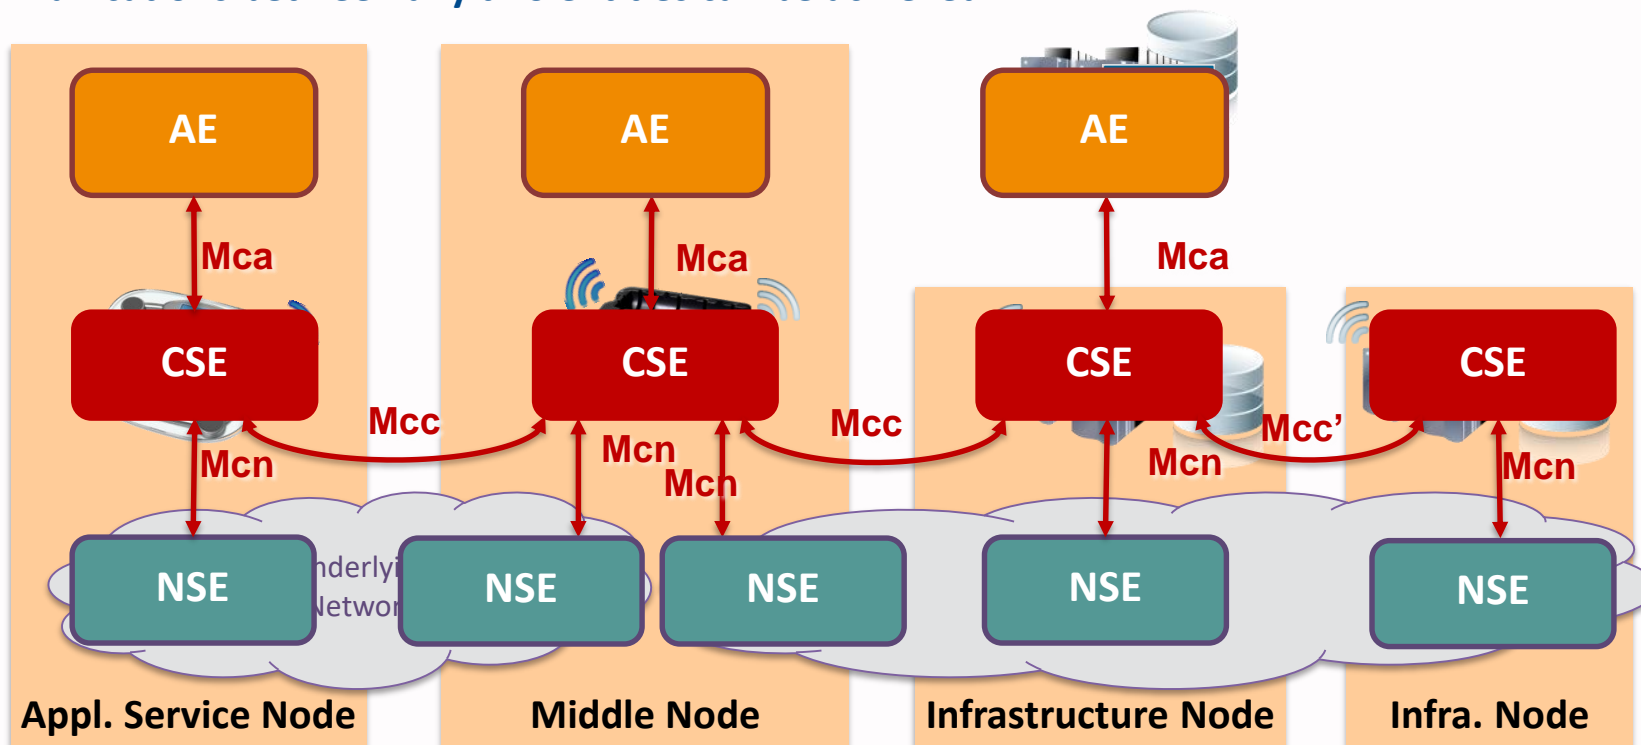 AE
AE
AE
Mca
Mca
Mca
CSE
CSE
CSE
CSE
Mcc
Mcc
Mcc’
Mcn
Mcn
Mcn
Mcn
Mcn
NSE
NSE
NSE
NSE
NSE
Appl. Service Node
Middle Node
Infrastructure Node
Infra. Node